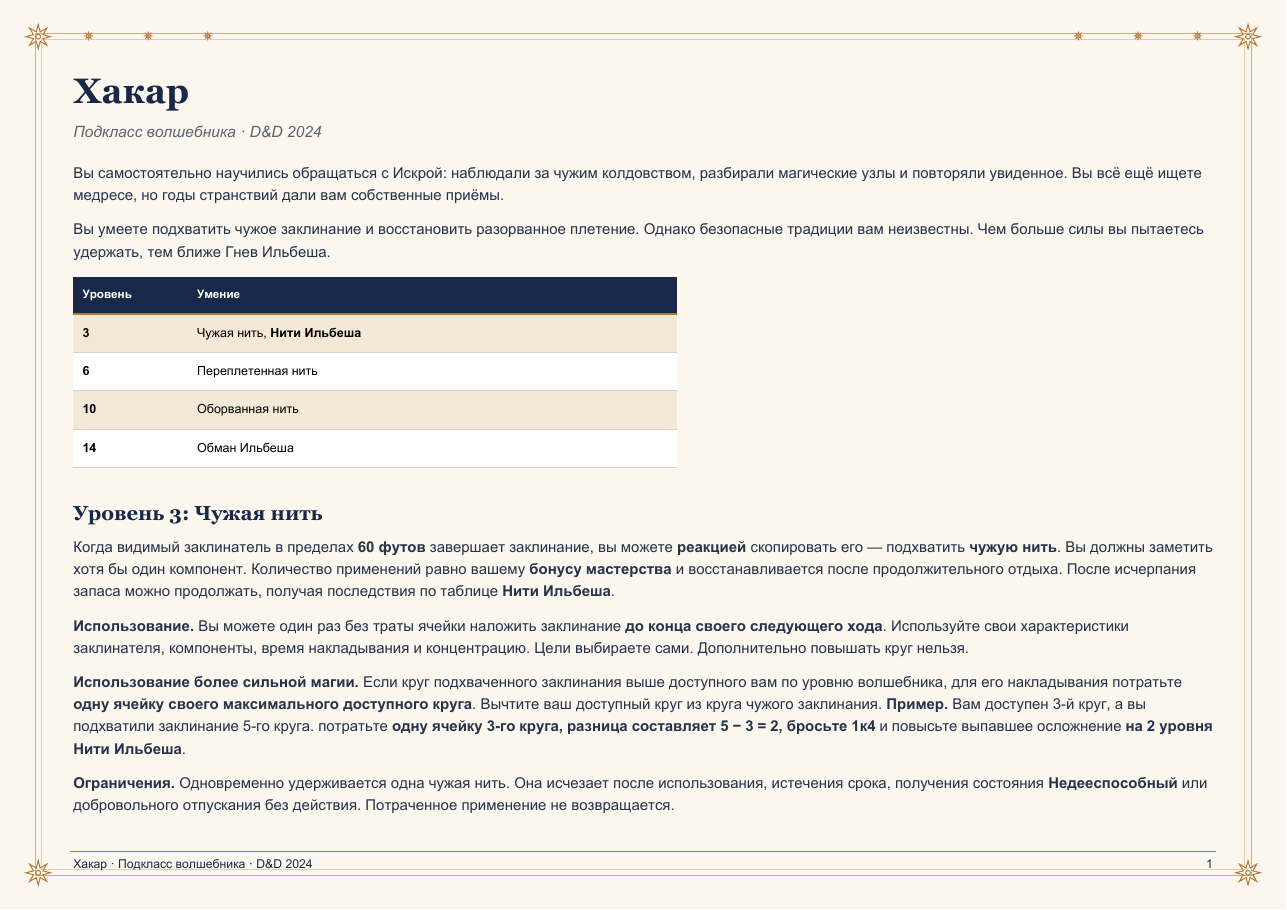 Хакар
Подкласс волшебника · D&D 2024
Вы самостоятельно научились обращаться с Искрой: наблюдали за чужим колдовством, разбирали магические узлы и повторяли увиденное. Вы всё ещё ищете
медресе, но годы странствий дали вам собственные приёмы.
Вы умеете подхватить чужое заклинание и восстановить разорванное плетение. Однако безопасные традиции вам неизвестны. Чем больше силы вы пытаетесь
удержать, тем ближе Гнев Ильбеша.
Уровень Умение
3 Чужая нить, Нити Ильбеша
6 Переплетенная нить
10 Оборванная нить
14 Обман Ильбеша
Уровень 3: Чужая нить
Когда видимый заклинатель в пределах 60 футов завершает заклинание, вы можете реакцией скопировать его — подхватить чужую нить. Вы должны заметить
хотя бы один компонент. Количество применений равно вашему бонусу мастерства и восстанавливается после продолжительного отдыха. После исчерпания
запаса можно продолжать, получая последствия по таблице Нити Ильбеша.
Использование. Вы можете один раз без траты ячейки наложить заклинание до конца своего следующего хода. Используйте свои характеристики
заклинателя, компоненты, время накладывания и концентрацию. Цели выбираете сами. Дополнительно повышать круг нельзя.
Использование более сильной магии. Если круг подхваченного заклинания выше доступного вам по уровню волшебника, для его накладывания потратьте
одну ячейку своего максимального доступного круга. Вычтите ваш доступный круг из круга чужого заклинания. Пример. Вам доступен 3-й круг, а вы
подхватили заклинание 5-го круга. потратьте одну ячейку 3-го круга, разница составляет 5 − 3 = 2, бросьте 1к4 и повысьте выпавшее осложнение на 2 уровня
Нити Ильбеша.
Ограничения. Одновременно удерживается одна чужая нить. Она исчезает после использования, истечения срока, получения состояния Недееспособный или
добровольного отпускания без действия. Потраченное применение не возвращается.
Хакар · Подкласс волшебника · D&D 2024 1